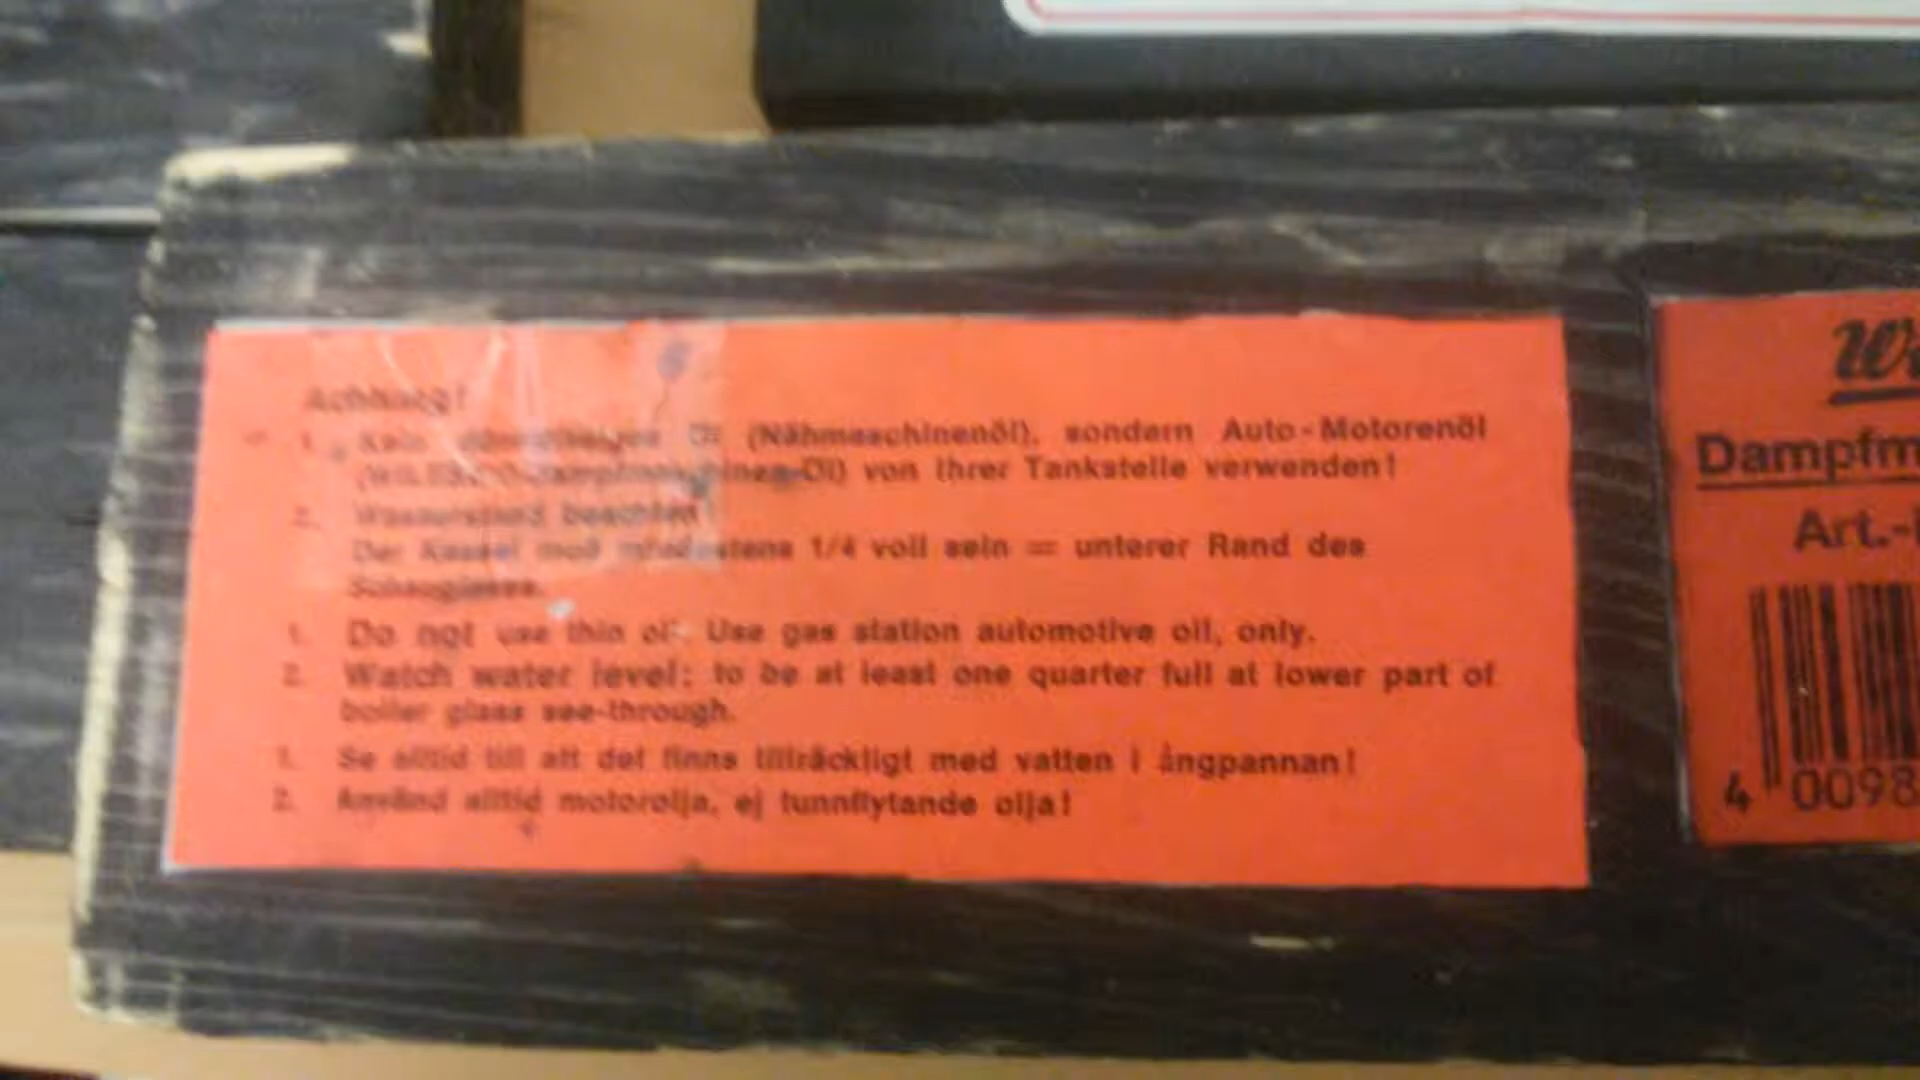 Achtung!
1. Kein dünnflüssiges Öl (Nähmaschinenöl), sondern Auto-Motorenöl
(WILESCO-Dampfmaschinen-Öl) von Ihrer Tankstelle verwenden!
2. Wasserstand beachten!
Der Kessel muß mindestens 1/4 voll sein = unterer Rand des
Schauglases.
1. Do not use thin oil. Use gas station automotive oil, only.
2. Watch water level: to be at least one quarter full at lower part of
boiler glass see-through.
1. Se alltid till att det finns tillräckligt med vatten i ångpannan!
2. Använd alltid motorolja, ej tunnflytande olja!
Wi
Dampfm
Art.-
4 0098